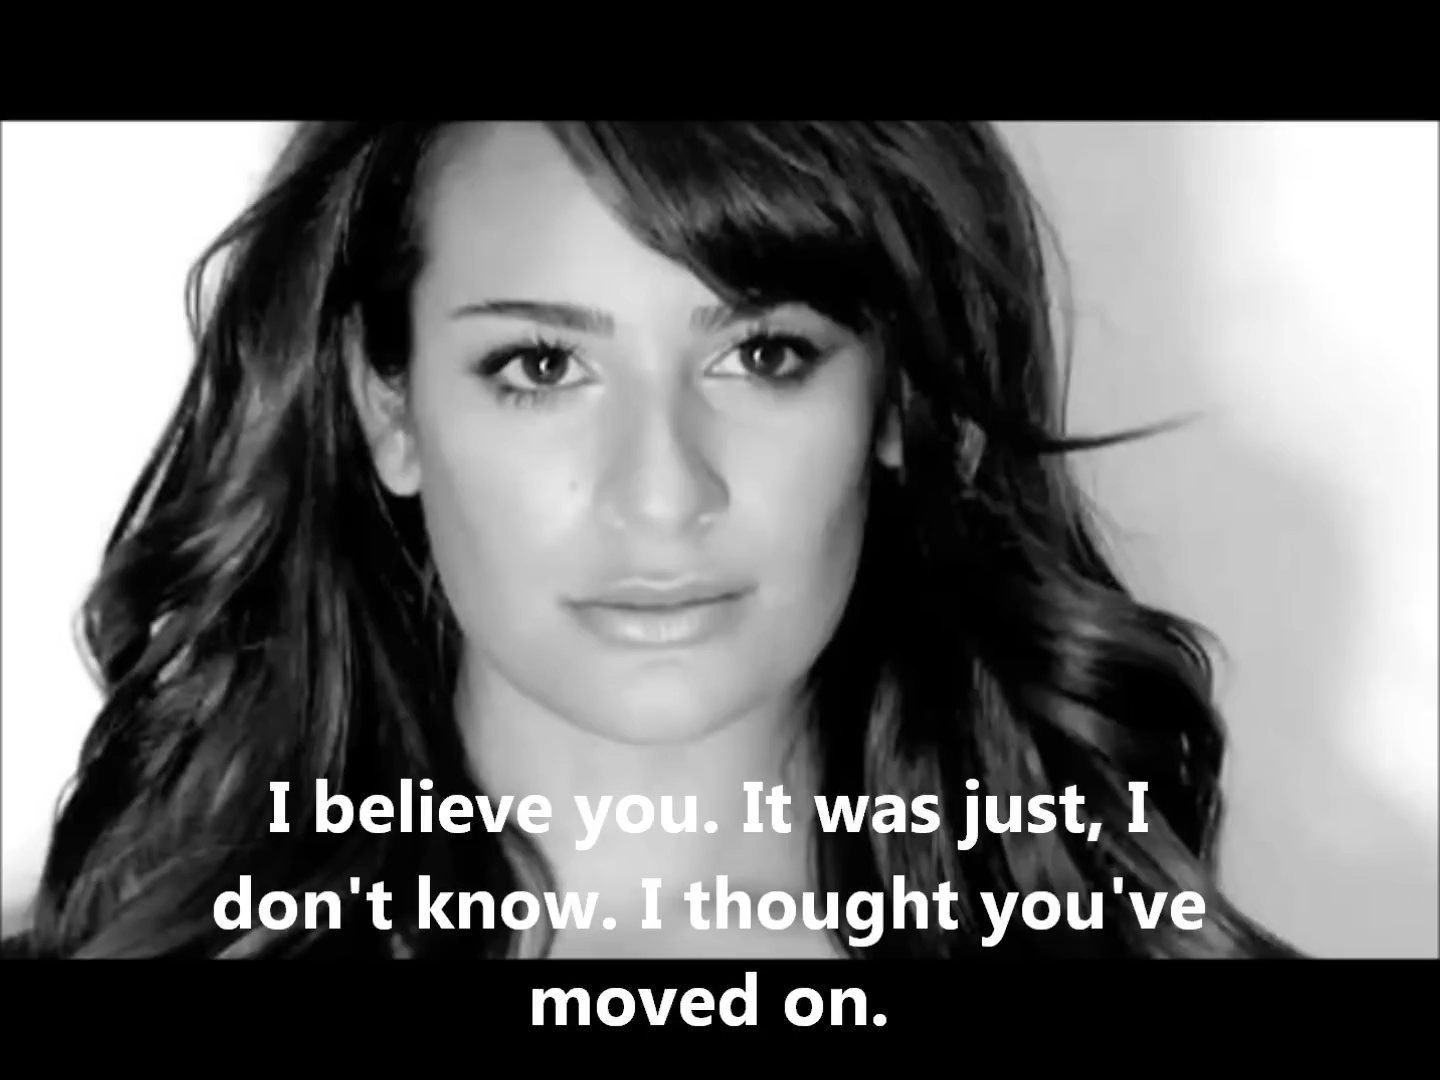 I believe you. It was just, I
don't know. I thought you've
moved on.